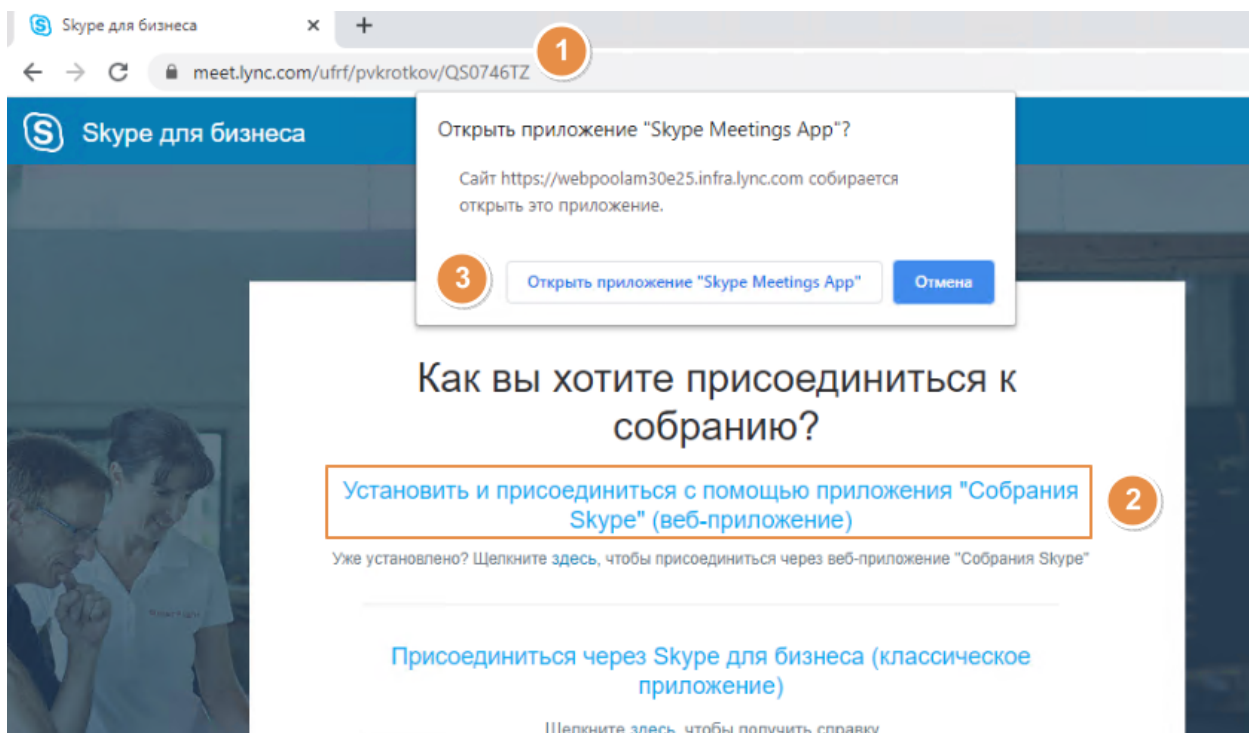 Skype для бизнеса
meet.lync.com/ufrf/pvkrotkov/QS0746TZ
1
Skype для бизнеса
Открыть приложение "Skype Meetings App"?
Сайт https://webpoolam30e25.infra.lync.com собирается
открыть это приложение.
3
Открыть приложение "Skype Meetings App"
Отмена
Как вы хотите присоединиться к
собранию?
Установить и присоединиться с помощью приложения "Собрания
Skype" (веб-приложение)
2
Уже установлено? Щелкните здесь, чтобы присоединиться через веб-приложение "Собрания Skype"
Присоединиться через Skype для бизнеса (классическое
приложение)
Щелкните здесь, чтобы получить справку